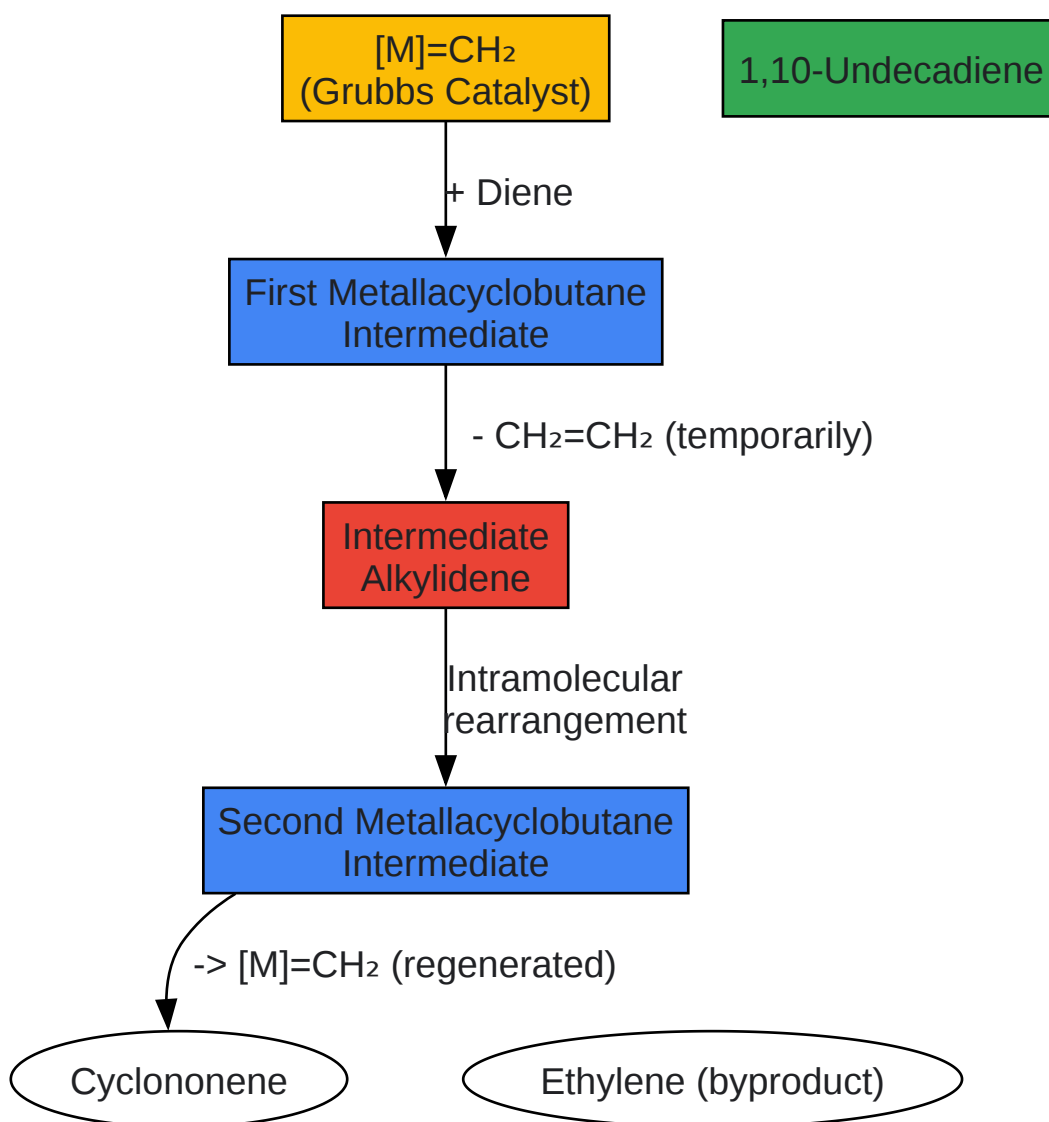 [M]=CH₂
(Grubbs Catalyst)
1,10-Undecadiene
+ Diene
First Metallacyclobutane
Intermediate
- CH₂=CH₂ (temporarily)
Intermediate
Alkylidene
Intramolecular
rearrangement
Second Metallacyclobutane
Intermediate
-> [M]=CH₂ (regenerated)
Cyclononene
Ethylene (byproduct)